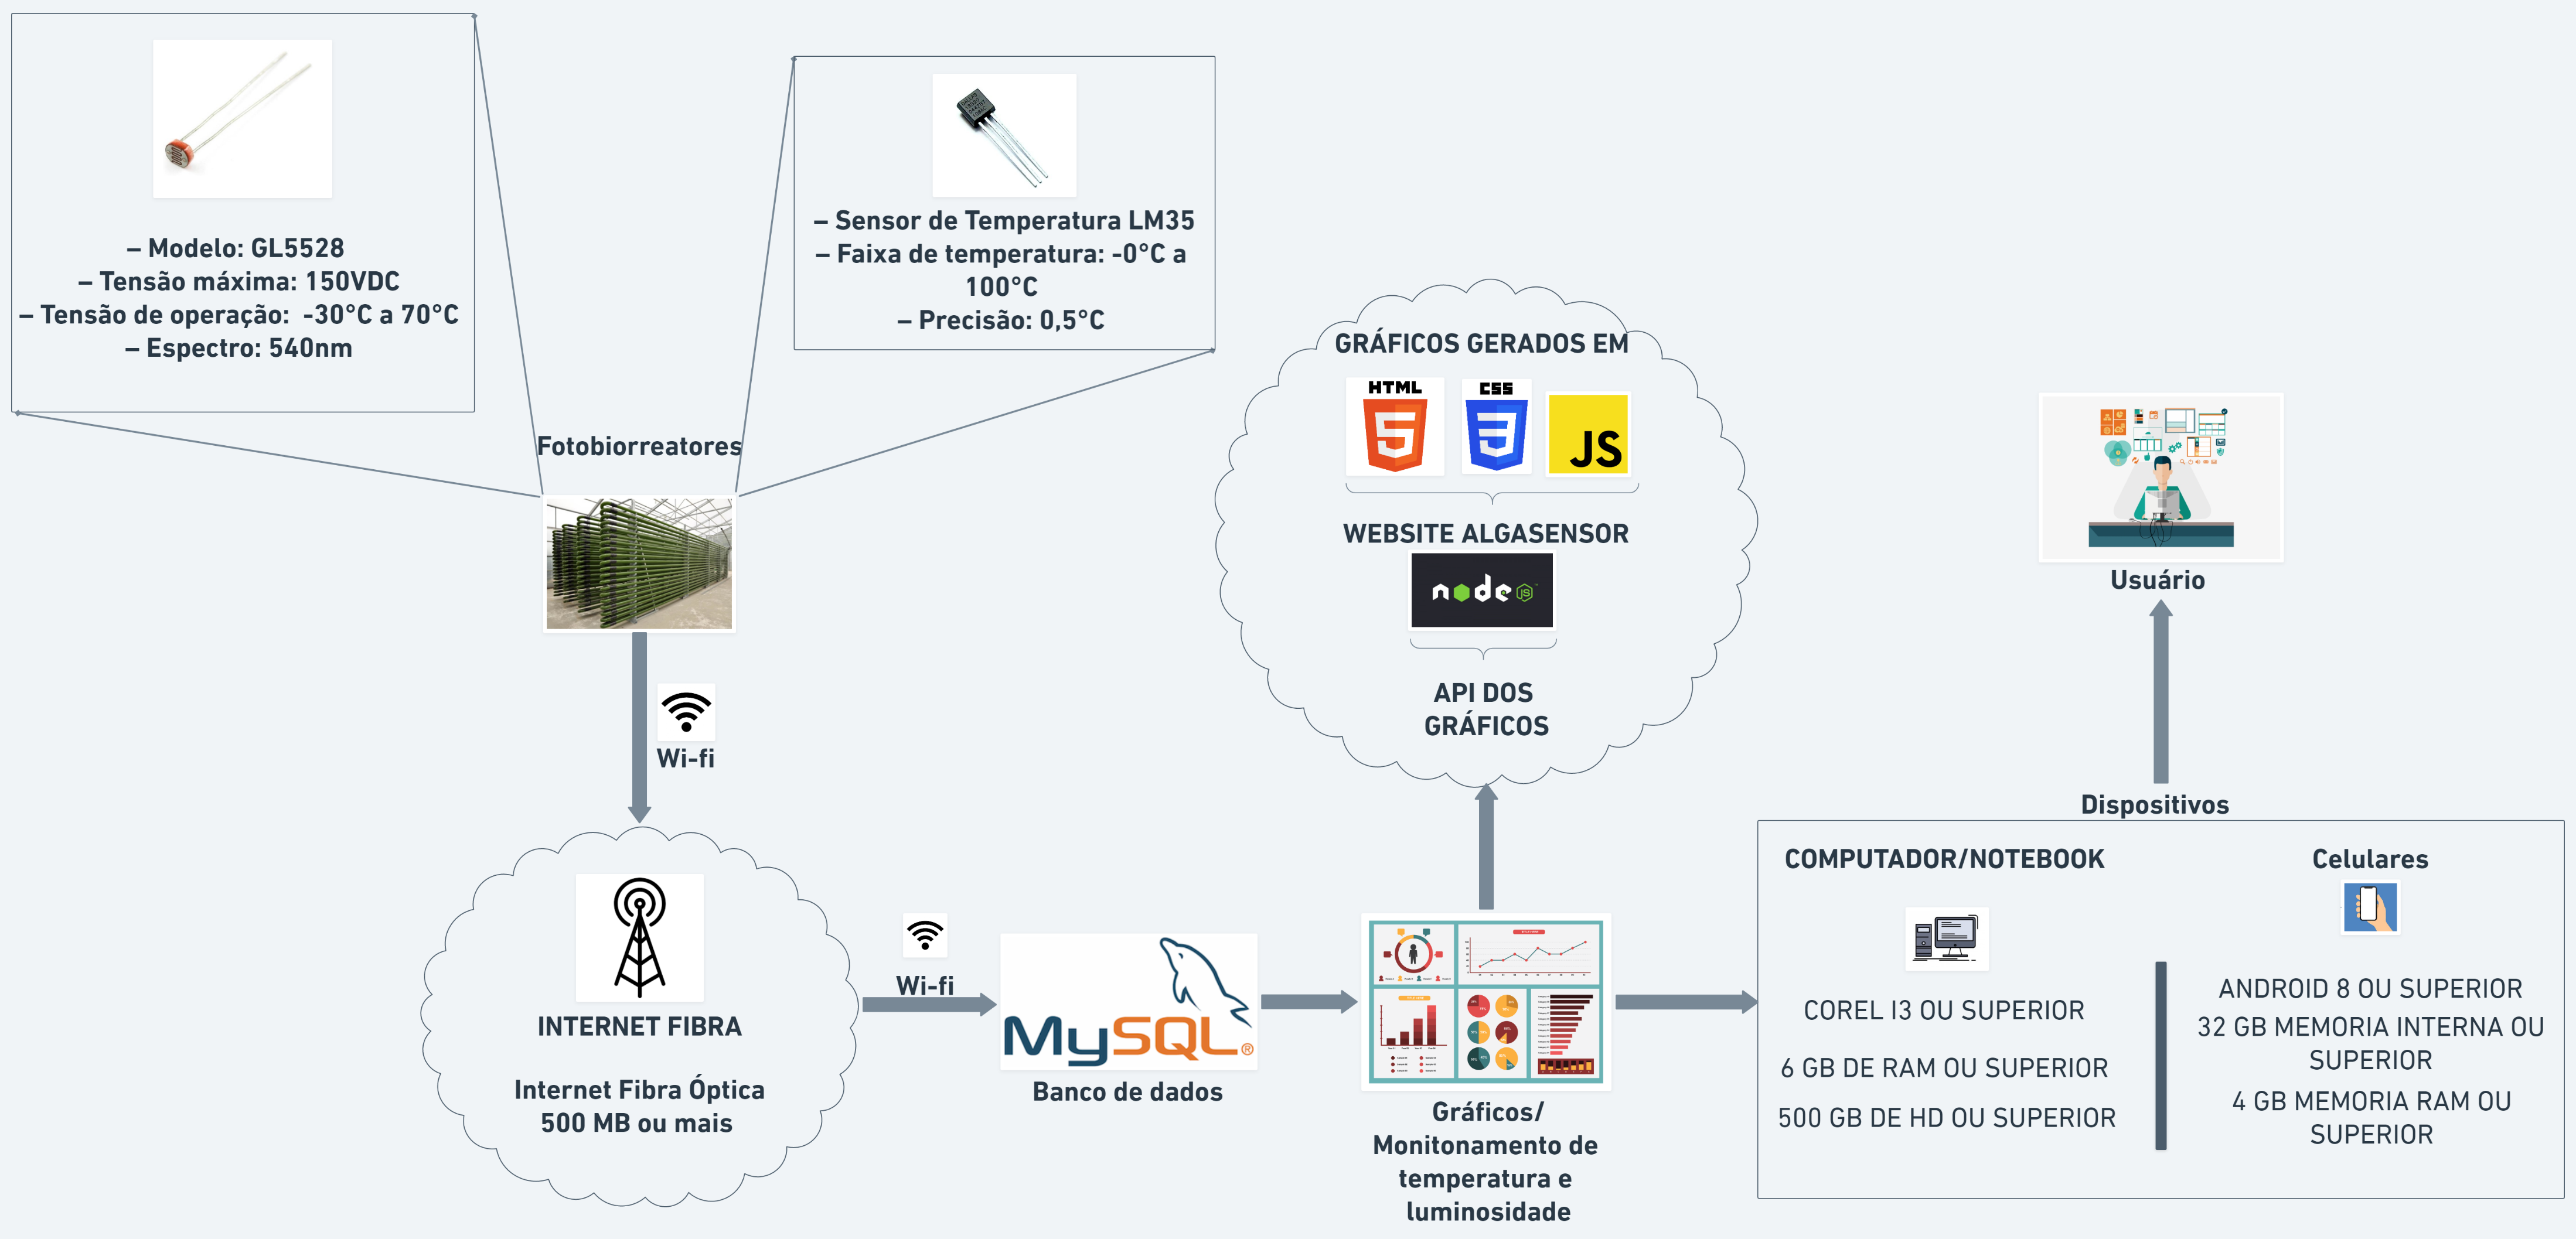 – Modelo: GL5528
– Tensão máxima: 150VDC
– Tensão de operação:  -30°C a 70°C
– Espectro: 540nm
– Sensor de Temperatura LM35
– Faixa de temperatura: -0°C a
100°C
– Precisão: 0,5°C
Fotobiorreatores
Wi-fi
INTERNET FIBRA
Internet Fibra Óptica
500 MB ou mais
Wi-fi
MySQL®
Banco de dados
GRÁFICOS GERADOS EM
HTML
5
CSS
3
JS
WEBSITE ALGASENSOR
node JS
API DOS
GRÁFICOS
Gráficos/
Monitonamento de
temperatura e
luminosidade
Usuário
Dispositivos
COMPUTADOR/NOTEBOOK
COREL I3 OU SUPERIOR
6 GB DE RAM OU SUPERIOR
500 GB DE HD OU SUPERIOR
Celulares
ANDROID 8 OU SUPERIOR
32 GB MEMORIA INTERNA OU
SUPERIOR
4 GB MEMORIA RAM OU
SUPERIOR